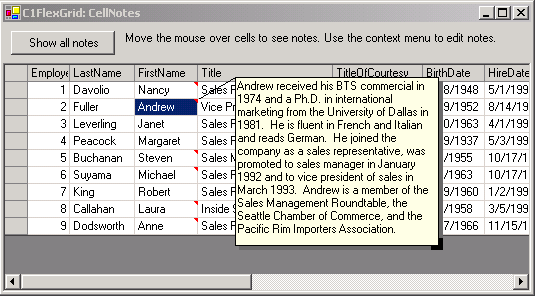 C1FlexGrid: CellNotes
Show all notes
Move the mouse over cells to see notes. Use the context menu to edit notes.
Employe LastName FirstName Title TitleOfCourtesy BirthDate HireDate
1 Davolio Nancy Sales F 8/1948 5/1/199
2 Fuller Andrew Vice Pr 9/1952 8/14/19
3 Leverling Janet Sales F 0/1963 4/1/199
4 Peacock Margaret Sales F 9/1937 5/3/199
5 Buchanan Steven Sales M /1955 10/17/1
6 Suyama Michael Sales F /1963 10/17/1
7 King Robert Sales F 9/1960 1/2/199
8 Callahan Laura Inside S /1958 3/5/199
9 Dodsworth Anne Sales F 7/1966 11/15/1
Andrew received his BTS commercial in
1974 and a Ph.D. in international
marketing from the University of Dallas in
1981. He is fluent in French and Italian
and reads German. He joined the
company as a sales representative, was
promoted to sales manager in January
1992 and to vice president of sales in
March 1993. Andrew is a member of the
Sales Management Roundtable, the
Seattle Chamber of Commerce, and the
Pacific Rim Importers Association.